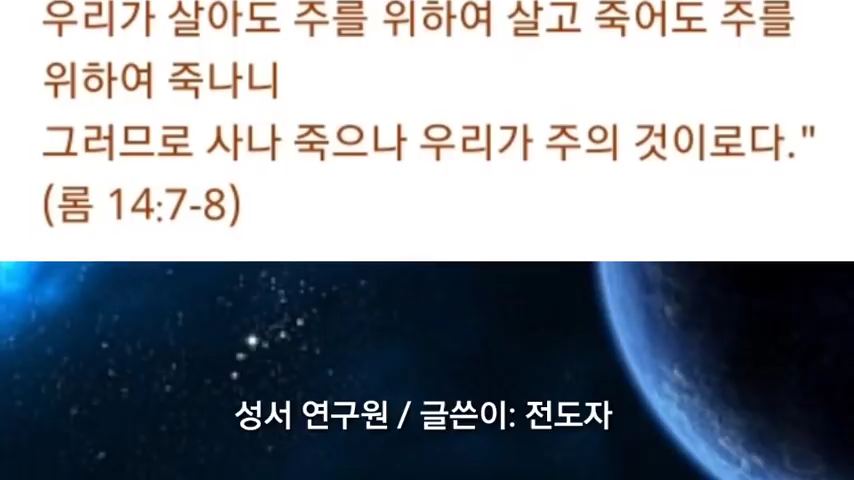 우리가 살아도 주를 위하여 살고 죽어도 주를
위하여 죽나니
그러므로 사나 죽으나 우리가 주의 것이로다."
(롬 14:7-8)
성서 연구원 / 글쓴이: 전도자